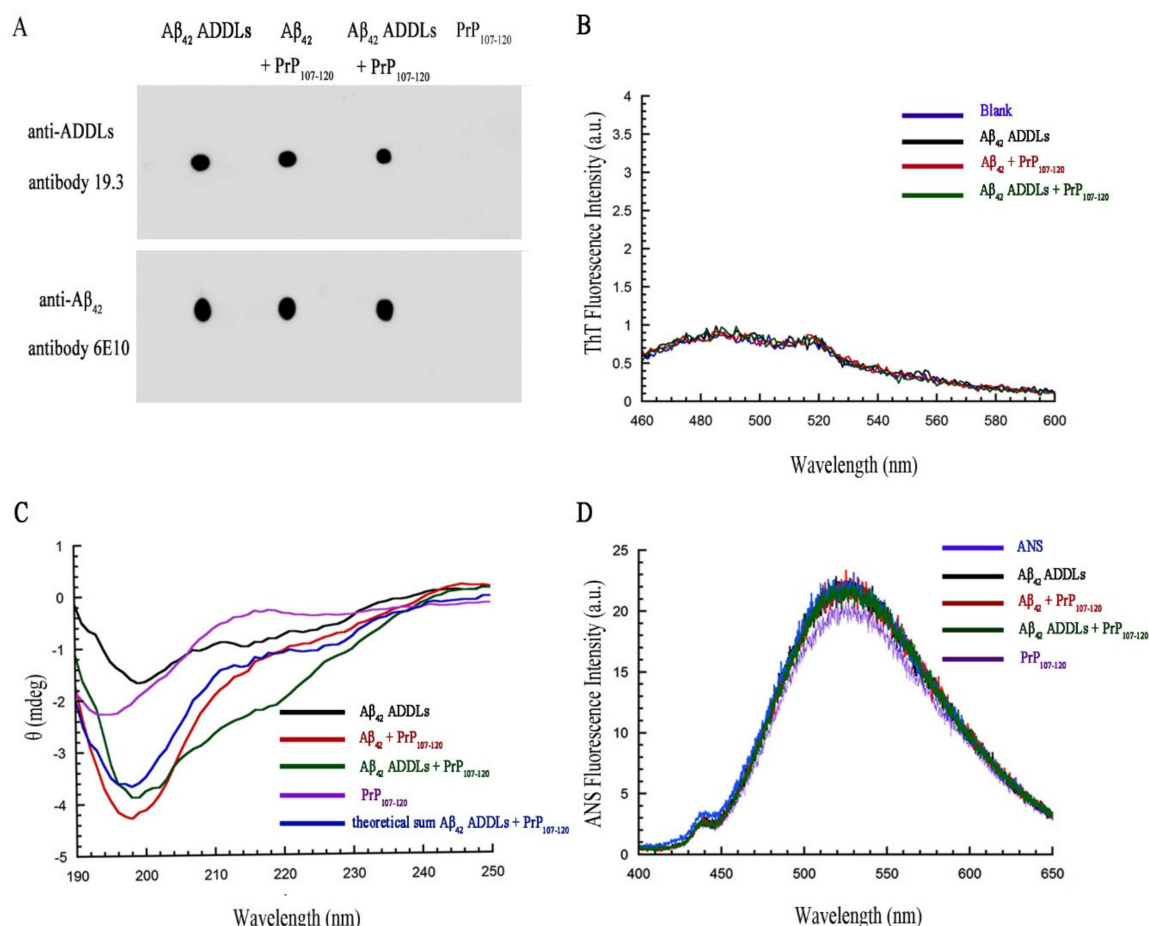 A
Aβ42 ADDLs
Aβ42
+ PrP107-120
Aβ42 ADDLs
+ PrP107-120
PrP107-120
anti-ADDLs
antibody 19.3
anti-Aβ42
antibody 6E10
B
4
3.5
3
2.5
2
1.5
1
0.5
0
460 480 500 520 540 560 580 600
ThT Fluorescence Intensity (a.u.)
Wavelength (nm)
Blank
Aβ42 ADDLs
Aβ42 + PrP107-120
Aβ42 ADDLs + PrP107-120
C
1
0
-1
-2
-3
-4
-5
190 200 210 220 230 240 250
θ (mdeg)
Wavelength (nm)
Aβ42 ADDLs
Aβ42 + PrP107-120
Aβ42 ADDLs + PrP107-120
PrP107-120
theoretical sum Aβ42 ADDLs + PrP107-120
D
25
20
15
10
5
0
400 450 500 550 600 650
ANS Fluorescence Intensity (a.u.)
Wavelength (nm)
ANS
Aβ42 ADDLs
Aβ42 + PrP107-120
Aβ42 ADDLs + PrP107-120
PrP107-120